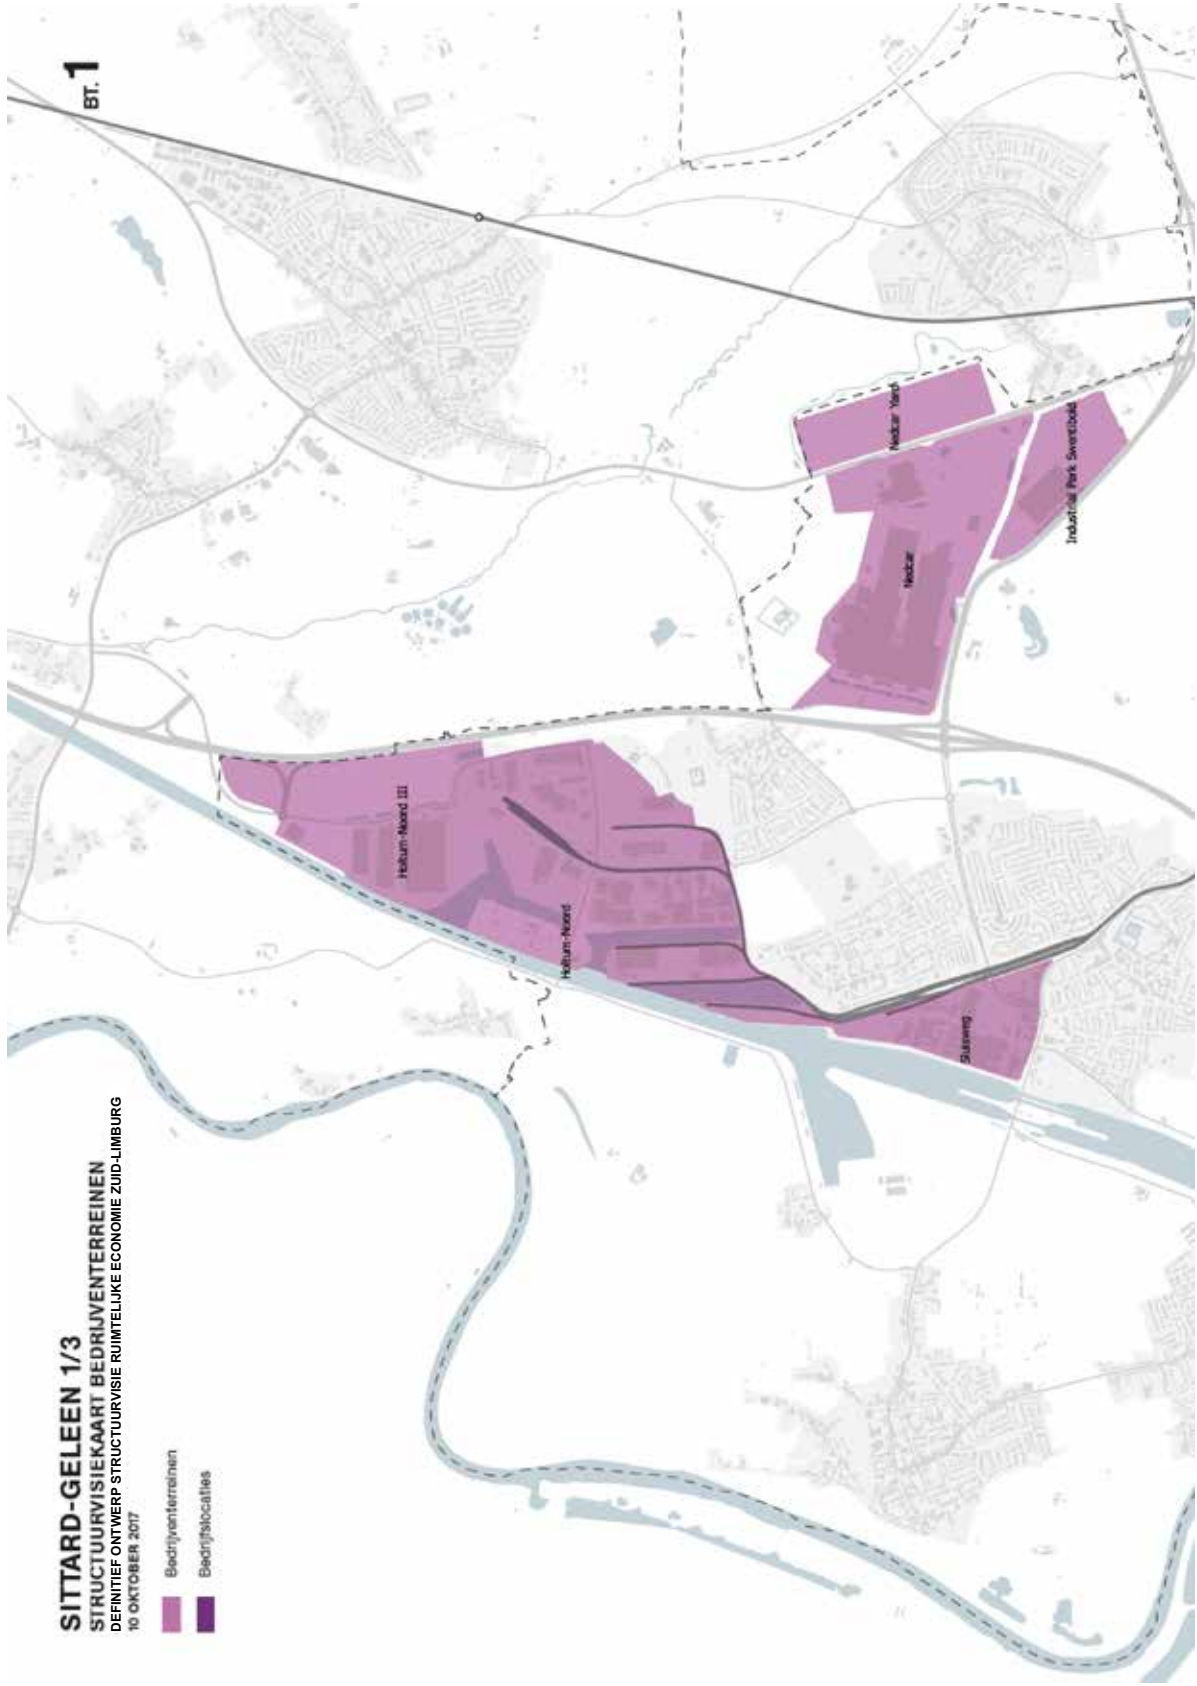 SITTARD-GELEEN 1/3
STRUCTUURVISIEKAART BEDRIJVENTERREINEN
DEFINITIEF ONTWERP STRUCTUURVISIE RUIMTELIJKE ECONOMIE ZUID-LIMBURG
10 OKTOBER 2017
Bedrijventerreinen
Bedrijfslocaties
BT.1
Holtum-Noord III
Holtum-Noord
Sluisweg
Nedcar Yard
Nedcar
Industrial Park Swentibold